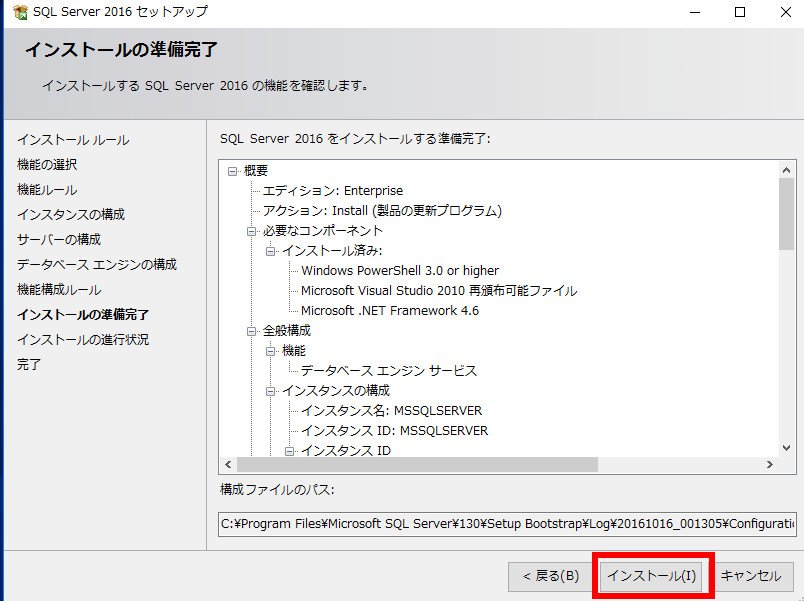 SQL Server 2016 セットアップ
インストールの準備完了
インストールする SQL Server 2016 の機能を確認します。
インストール ルール
機能の選択
機能ルール
インスタンスの構成
サーバーの構成
データベース エンジンの構成
機能構成ルール
インストールの準備完了
インストールの進行状況
完了
SQL Server 2016 をインストールする準備完了:
概要
エディション: Enterprise
アクション: Install (製品の更新プログラム)
必要なコンポーネント
インストール済み:
Windows PowerShell 3.0 or higher
Microsoft Visual Studio 2010 再頒布可能ファイル
Microsoft .NET Framework 4.6
全般構成
機能
データベース エンジン サービス
インスタンスの構成
インスタンス名: MSSQLSERVER
インスタンス ID: MSSQLSERVER
インスタンス ID
構成ファイルのパス:
C:¥Program Files¥Microsoft SQL Server¥130¥Setup Bootstrap¥Log¥20161016_001305¥Configurati
< 戻る(B)
インストール(I)
キャンセル